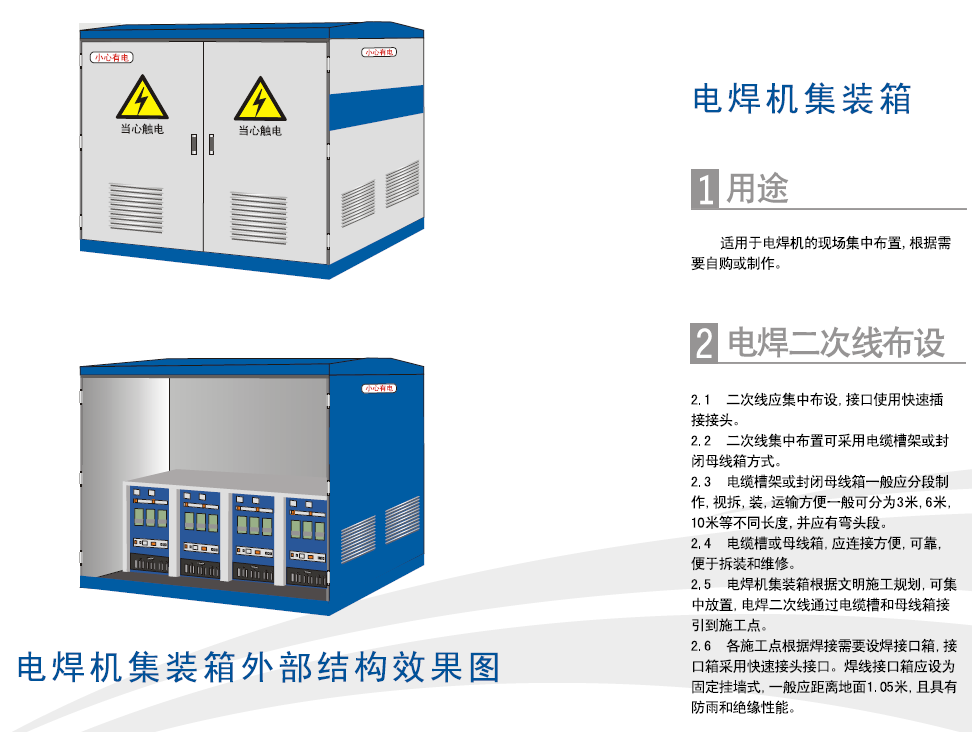 小心有电
小心有电
当心触电
当心触电
小心有电
电焊机集装箱外部结构效果图
电焊机集装箱
1 用途
适用于电焊机的现场集中布置,根据需
要自购或制作。
2 电焊二次线布设
2.1 二次线应集中布设,接口使用快速插
接接头。
2.2 二次线集中布置可采用电缆槽架或封
闭母线箱方式。
2.3 电缆槽架或封闭母线箱一般应分段制
作,视拆,装,运输方便一般可分为3米,6米,
10米等不同长度,并应有弯头段。
2.4 电缆槽或母线箱,应连接方便,可靠,
便于拆装和维修。
2.5 电焊机集装箱根据文明施工规划,可集
中放置,电焊二次线通过电缆槽和母线箱接
引到施工点。
2.6 各施工点根据焊接需要设焊接口箱,接
口箱采用快速接头接口。焊线接口箱应设为
固定挂墙式,一般应距离地面1.05米,且具有
防雨和绝缘性能。